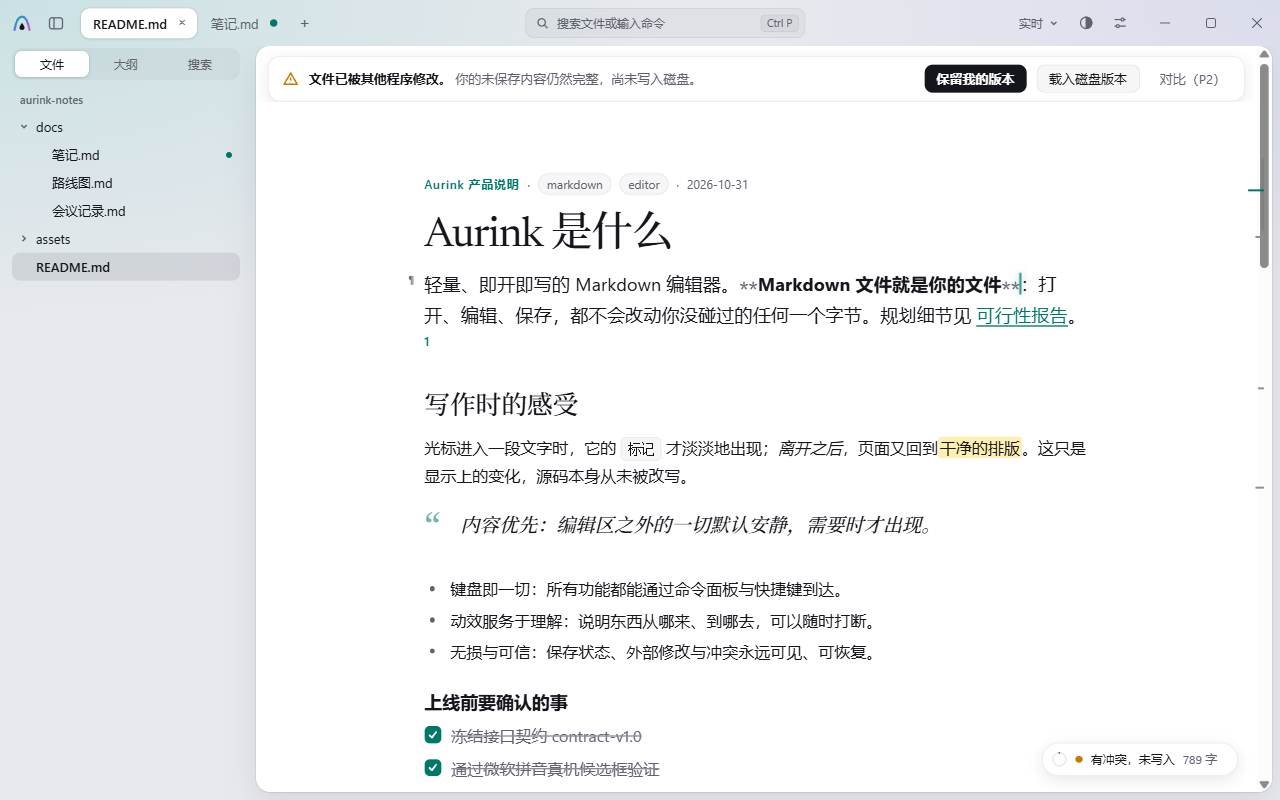 README.md ×
笔记.md
+
搜索文件或输入命令 Ctrl P
实时
文件 大纲 搜索
aurink-notes
docs
笔记.md
路线图.md
会议记录.md
assets
README.md
文件已被其他程序修改。 你的未保存内容仍然完整，尚未写入磁盘。 保留我的版本 载入磁盘版本 对比（P2）
Aurink 产品说明 · markdown editor · 2026-10-31
Aurink 是什么
¶ 轻量、即开即写的 Markdown 编辑器。**Markdown 文件就是你的文件**：打
开、编辑、保存，都不会改动你没碰过的任何一个字节。规划细节见 可行性报告。
1
写作时的感受
光标进入一段文字时，它的 标记 才淡淡地出现；离开之后，页面又回到干净的排版。这只是
显示上的变化，源码本身从未被改写。
“ 内容优先：编辑区之外的一切默认安静，需要时才出现。
• 键盘即一切：所有功能都能通过命令面板与快捷键到达。
• 动效服务于理解：说明东西从哪来、到哪去，可以随时打断。
• 无损与可信：保存状态、外部修改与冲突永远可见、可恢复。
上线前要确认的事
冻结接口契约 contract-v1.0
通过微软拼音真机候选框验证
有冲突，未写入 789 字